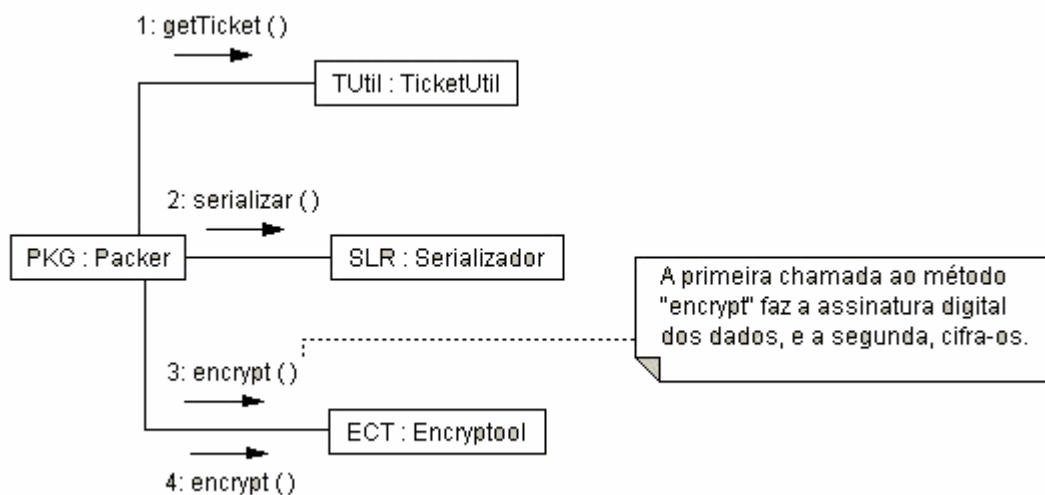 1: getTicket ()
TUtil : TicketUtil
2: serializar ()
PKG : Packer
SLR : Serializador
A primeira chamada ao método
"encrypt" faz a assinatura digital
dos dados, e a segunda, cifra-os.
3: encrypt ()
ECT : Encryptool
4: encrypt ()